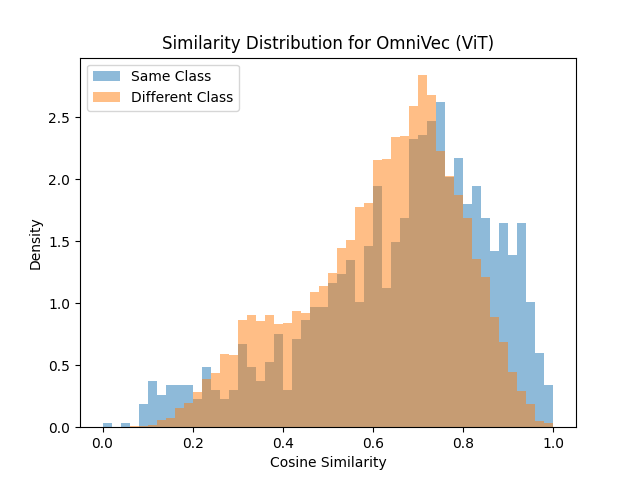 Similarity Distribution for OmniVec (ViT)
Same Class
Different Class
2.5
2.0
1.5
1.0
0.5
0.0
Density
0.0 0.2 0.4 0.6 0.8 1.0
Cosine Similarity